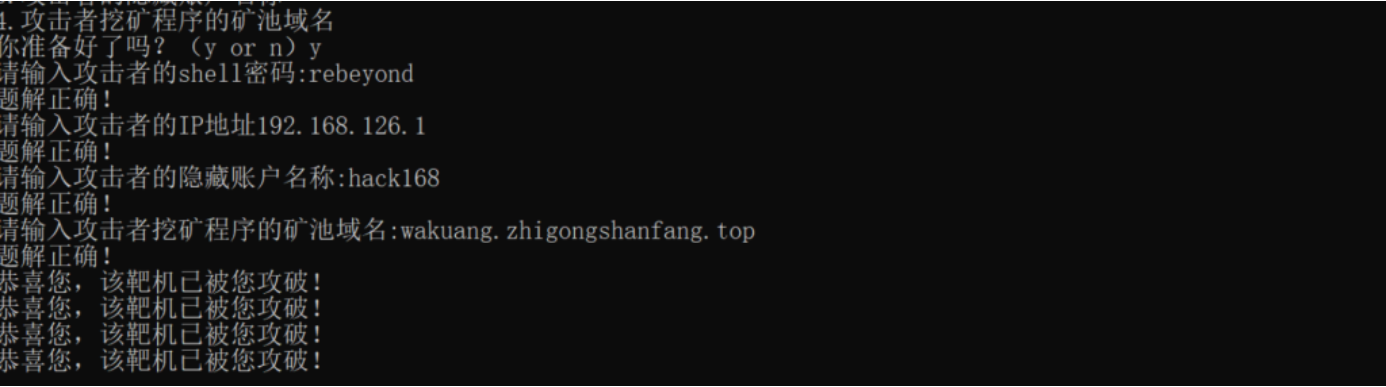 4.攻击者挖矿程序的矿池域名
你准备好了吗？（y or n）y
请输入攻击者的shell密码:rebeyond
题解正确!
请输入攻击者的IP地址192.168.126.1
题解正确!
请输入攻击者的隐藏账户名称:hack168
题解正确!
请输入攻击者挖矿程序的矿池域名:wakuang.zhigongshanfang.top
题解正确!
恭喜您，该靶机已被您攻破!
恭喜您，该靶机已被您攻破!
恭喜您，该靶机已被您攻破!
恭喜您，该靶机已被您攻破!